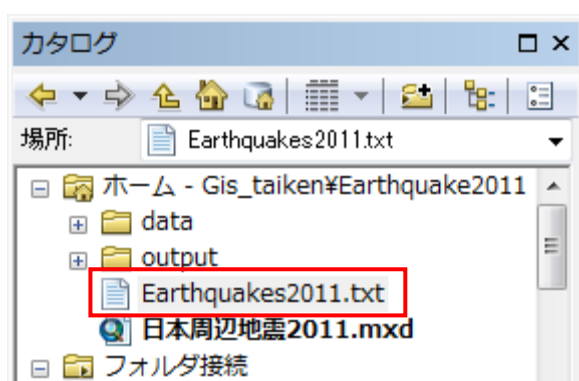 カタログ
場所:
Earthquakes2011.txt
ホーム - Gis_taiken¥Earthquake2011
data
output
Earthquakes2011.txt
日本周辺地震2011.mxd
フォルダ接続